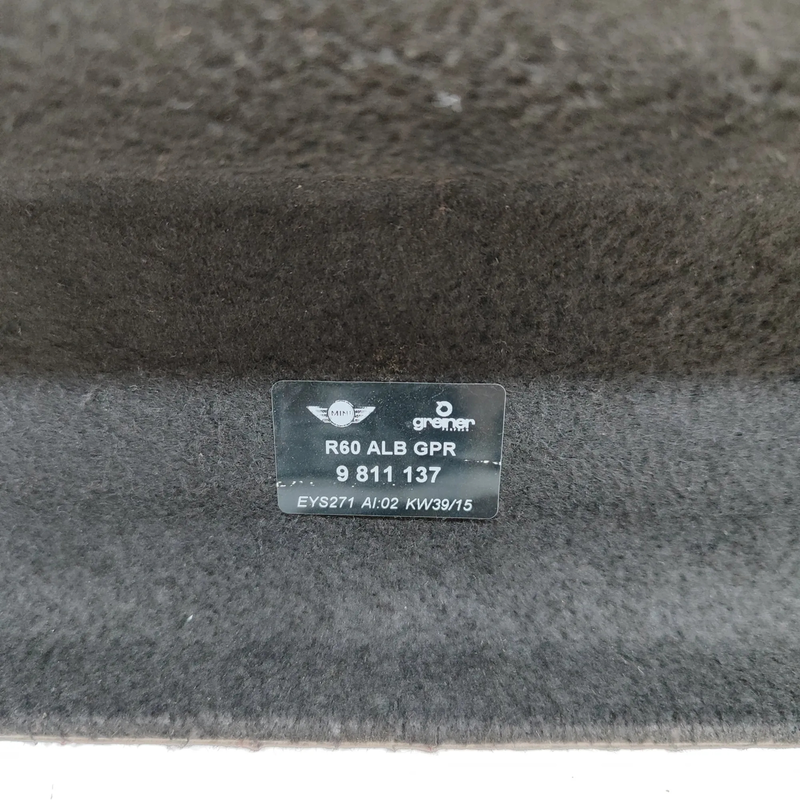 MINI
greiner
R60 ALB GPR
9 811 137
EYS271 AI:02 KW39/15